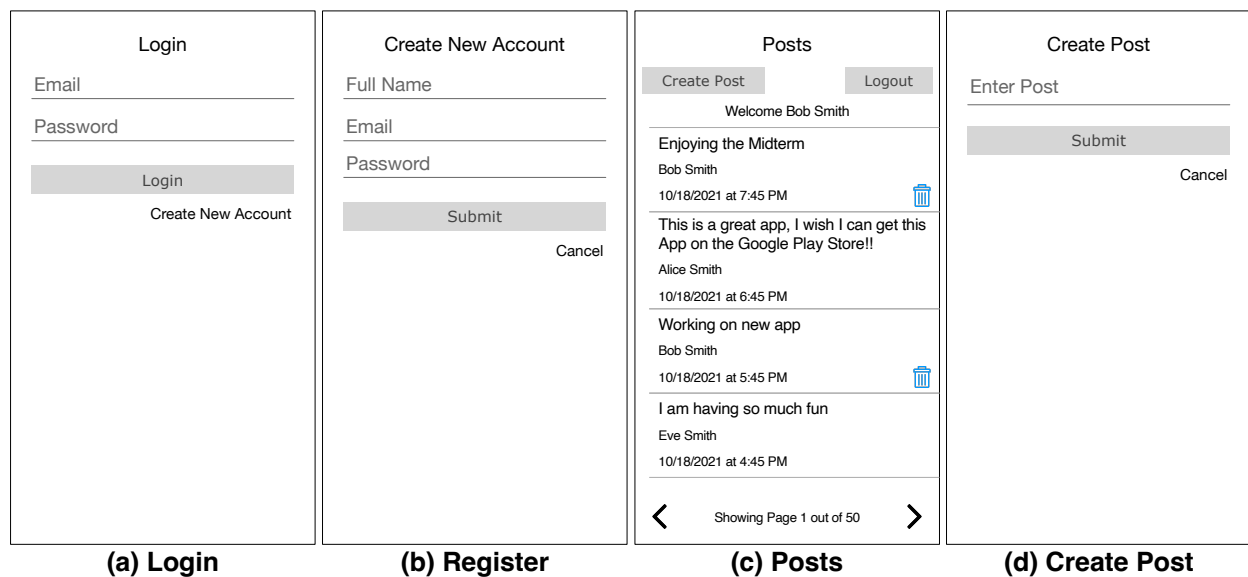 Login
Email
Password
Login
Create New Account
(a) Login
Create New Account
Full Name
Email
Password
Submit
Cancel
(b) Register
Posts
Create Post
Logout
Welcome Bob Smith
Enjoying the Midterm
Bob Smith
10/18/2021 at 7:45 PM
This is a great app, I wish I can get this
App on the Google Play Store!!
Alice Smith
10/18/2021 at 6:45 PM
Working on new app
Bob Smith
10/18/2021 at 5:45 PM
I am having so much fun
Eve Smith
10/18/2021 at 4:45 PM
Showing Page 1 out of 50
(c) Posts
Create Post
Enter Post
Submit
Cancel
(d) Create Post